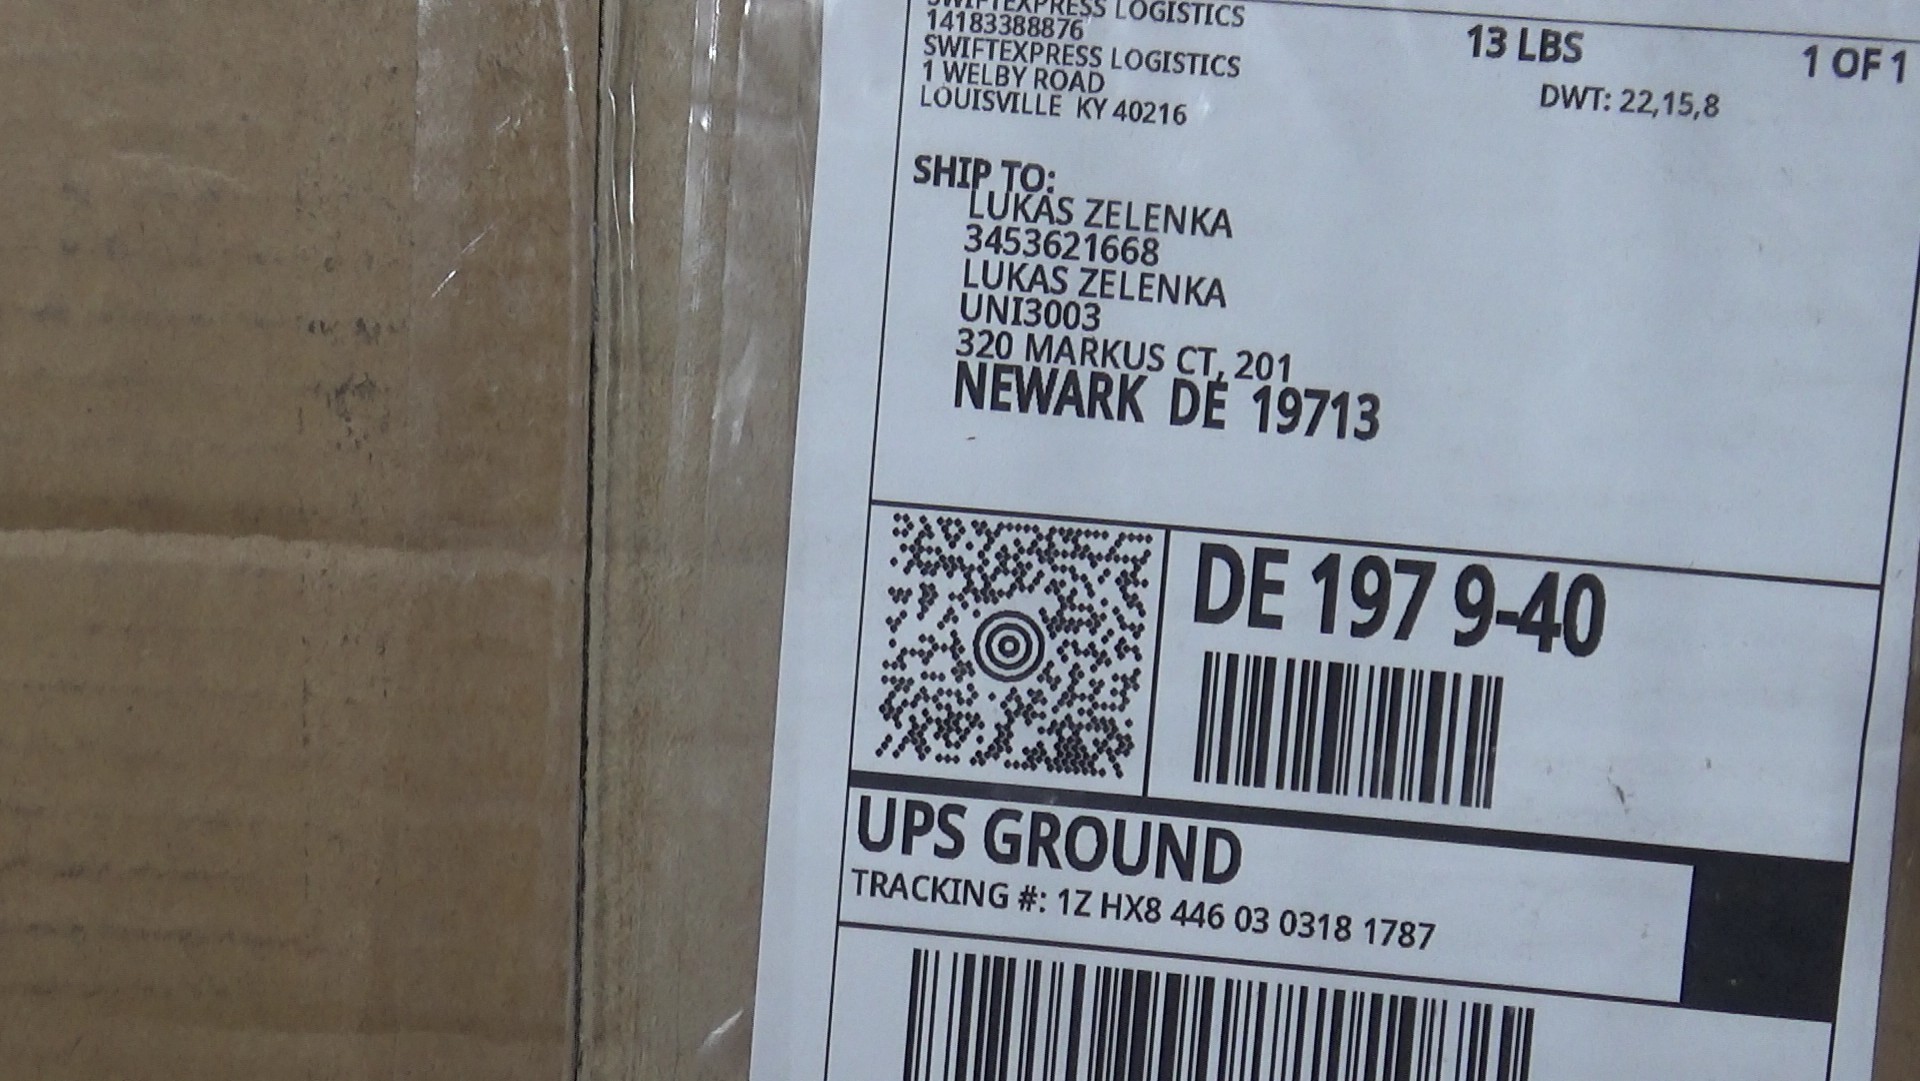 SWIFTEXPRESS LOGISTICS
14183388876
SWIFTEXPRESS LOGISTICS
1 WELBY ROAD
LOUISVILLE KY 40216
13 LBS
1 OF 1
DWT: 22,15,8
SHIP TO:
LUKAS ZELENKA
3453621668
LUKAS ZELENKA
UNI3003
320 MARKUS CT, 201
NEWARK DE 19713
DE 197 9-40
UPS GROUND
TRACKING #: 1Z HX8 446 03 0318 1787